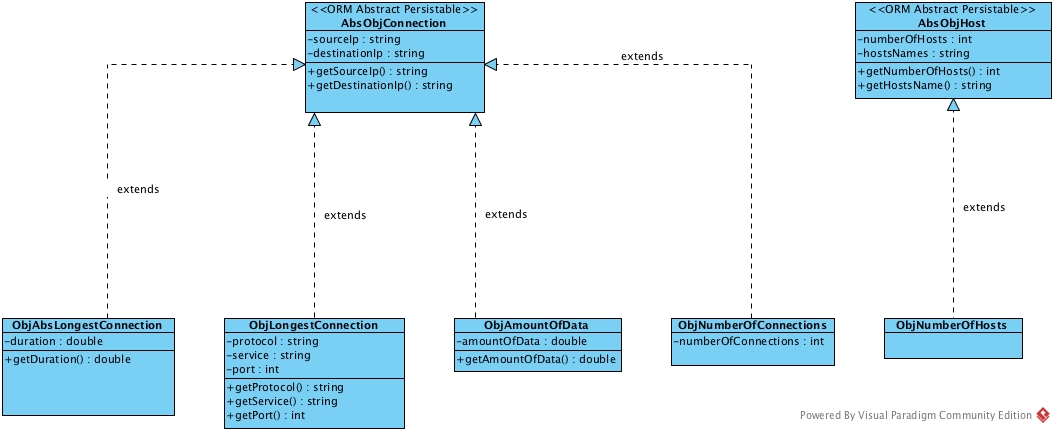 <<ORM Abstract Persistable>>
AbsObjConnection
-sourceIp : string
-destinationIp : string
+getSourceIp() : string
+getDestinationIp() : string
<<ORM Abstract Persistable>>
AbsObjHost
-numberOfHosts : int
-hostsNames : string
+getNumberOfHosts() : int
+getHostsName() : string
extends
extends
extends
extends
extends
ObjAbsLongestConnection
-duration : double
+getDuration() : double
ObjLongestConnection
-protocol : string
-service : string
-port : int
+getProtocol() : string
+getService() : string
+getPort() : int
ObjAmountOfData
-amountOfData : double
+getAmountOfData() : double
ObjNumberOfConnections
-numberOfConnections : int
ObjNumberOfHosts
Powered By Visual Paradigm Community Edition